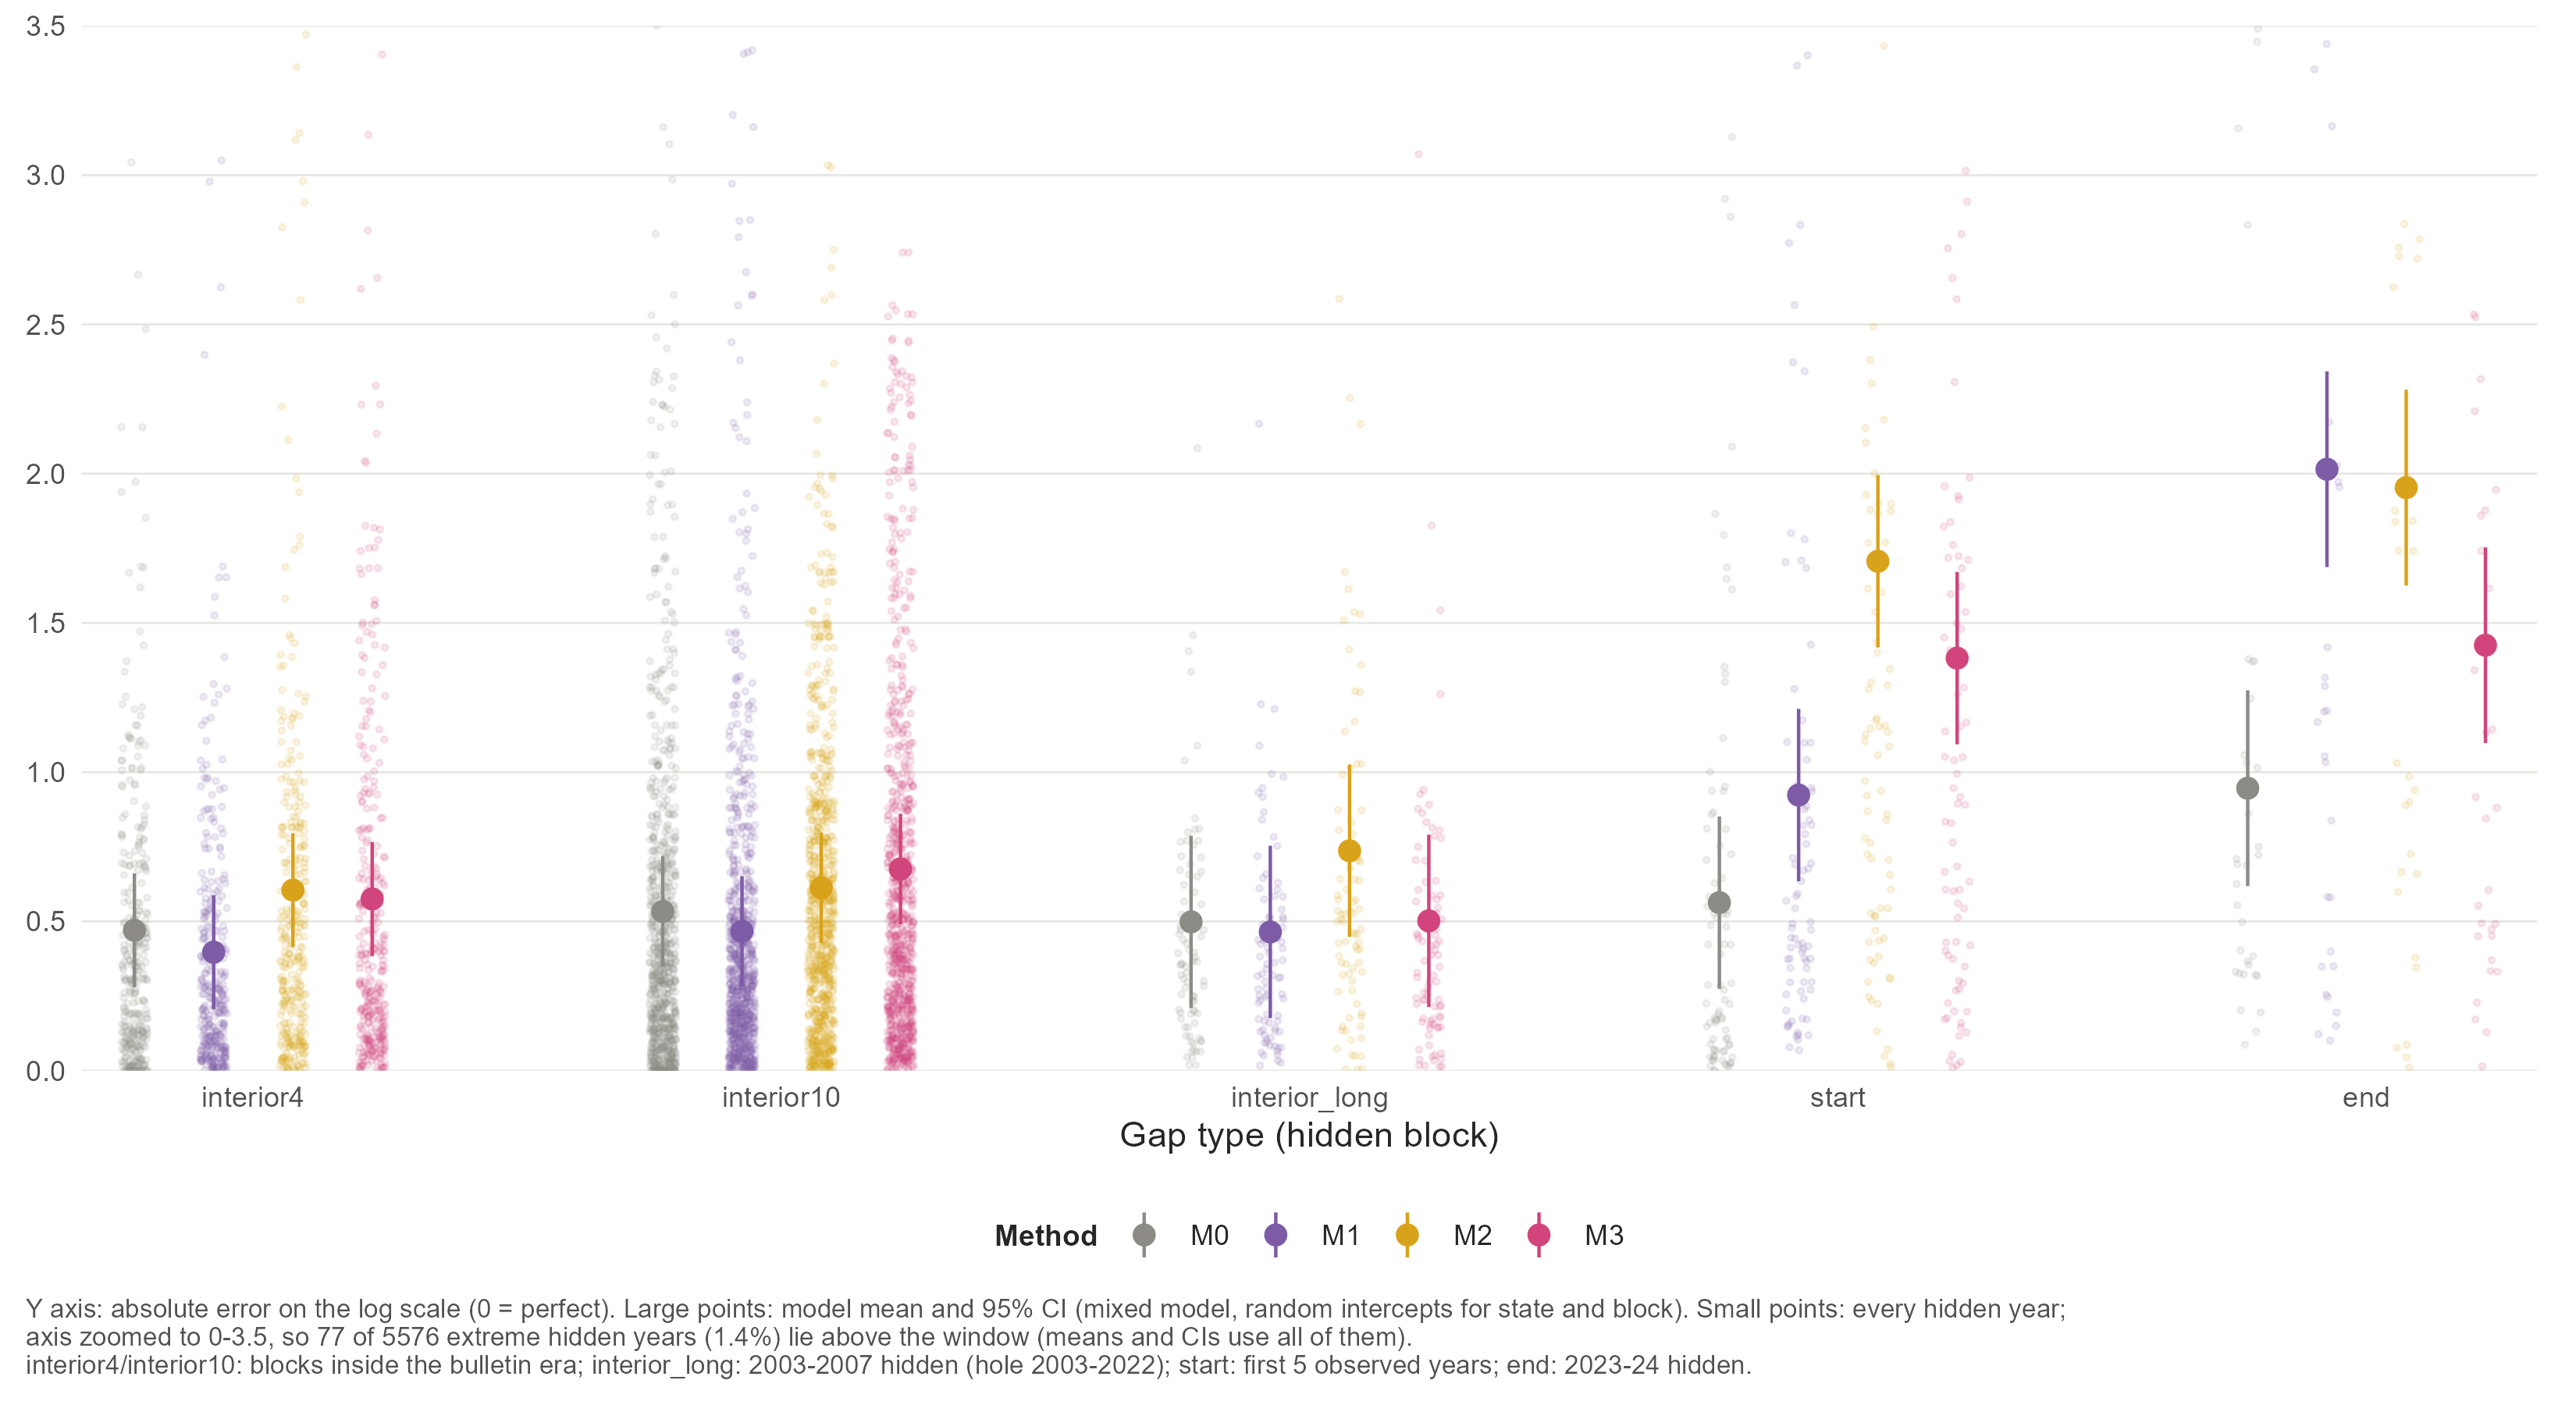 3.5
3.0
2.5
2.0
1.5
1.0
0.5
0.0
interior4 interior10 interior_long start end
Gap type (hidden block)
Method M0 M1 M2 M3
Y axis: absolute error on the log scale (0 = perfect). Large points: model mean and 95% CI (mixed model, random intercepts for state and block). Small points: every hidden year;
axis zoomed to 0-3.5, so 77 of 5576 extreme hidden years (1.4%) lie above the window (means and CIs use all of them).
interior4/interior10: blocks inside the bulletin era; interior_long: 2003-2007 hidden (hole 2003-2022); start: first 5 observed years; end: 2023-24 hidden.